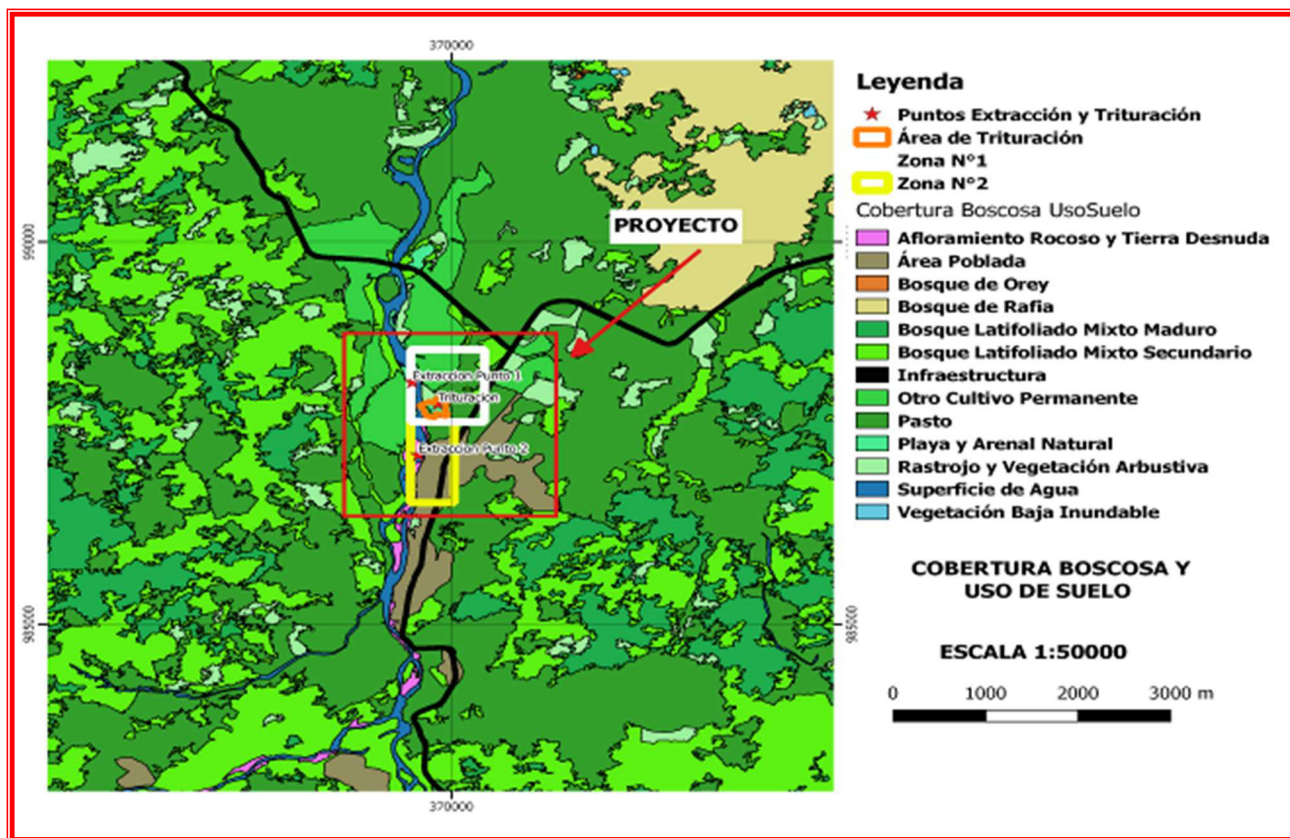 370000
990000
PROYECTO
Extraccion Punto 1
Trituracion
Extraccion Punto 2
985000
985000
370000
Leyenda
Puntos Extracción y Trituración
Área de Trituración
Zona N°1
Zona N°2
Cobertura Boscosa UsoSuelo
Afloramiento Rocoso y Tierra Desnuda
Área Poblada
Bosque de Orey
Bosque de Rafia
Bosque Latifoliado Mixto Maduro
Bosque Latifoliado Mixto Secundario
Infraestructura
Otro Cultivo Permanente
Pasto
Playa y Arenal Natural
Rastrojo y Vegetación Arbustiva
Superficie de Agua
Vegetación Baja Inundable
COBERTURA BOSCOSA Y
USO DE SUELO
ESCALA 1:50000
0 1000 2000 3000 m